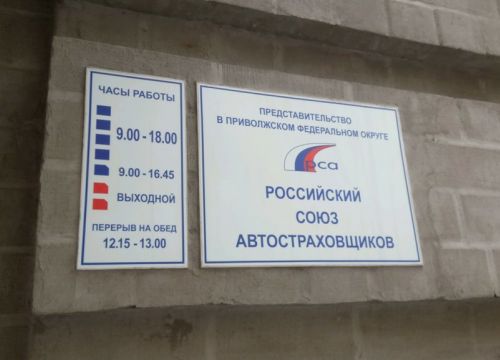 ЧАСЫ РАБОТЫ
9.00 - 18.00
9.00 - 16.45
ВЫХОДНОЙ
ПЕРЕРЫВ НА ОБЕД
12.15 - 13.00
ПРЕДСТАВИТЕЛЬСТВО
В ПРИВОЛЖСКОМ ФЕДЕРАЛЬНОМ ОКРУГЕ
рса
РОССИЙСКИЙ
СОЮЗ
АВТОСТРАХОВЩИКОВ